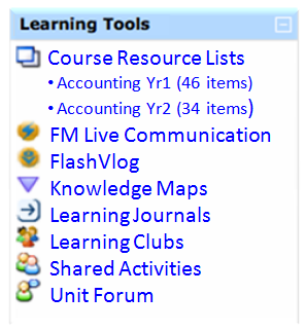 Learning Tools
Course Resource Lists
• Accounting Yr1 (46 items)
• Accounting Yr2 (34 items)
FM Live Communication
FlashVlog
Knowledge Maps
Learning Journals
Learning Clubs
Shared Activities
Unit Forum